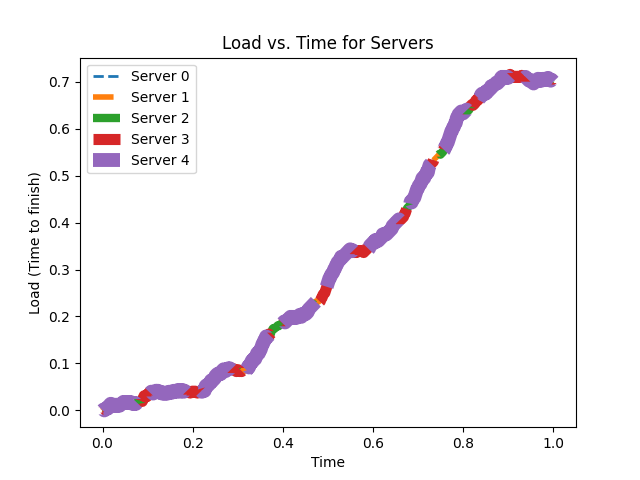 Load vs. Time for Servers
Server 0
Server 1
Server 2
Server 3
Server 4
Load (Time to finish)
0.7
0.6
0.5
0.4
0.3
0.2
0.1
0.0
0.0 0.2 0.4 0.6 0.8 1.0
Time